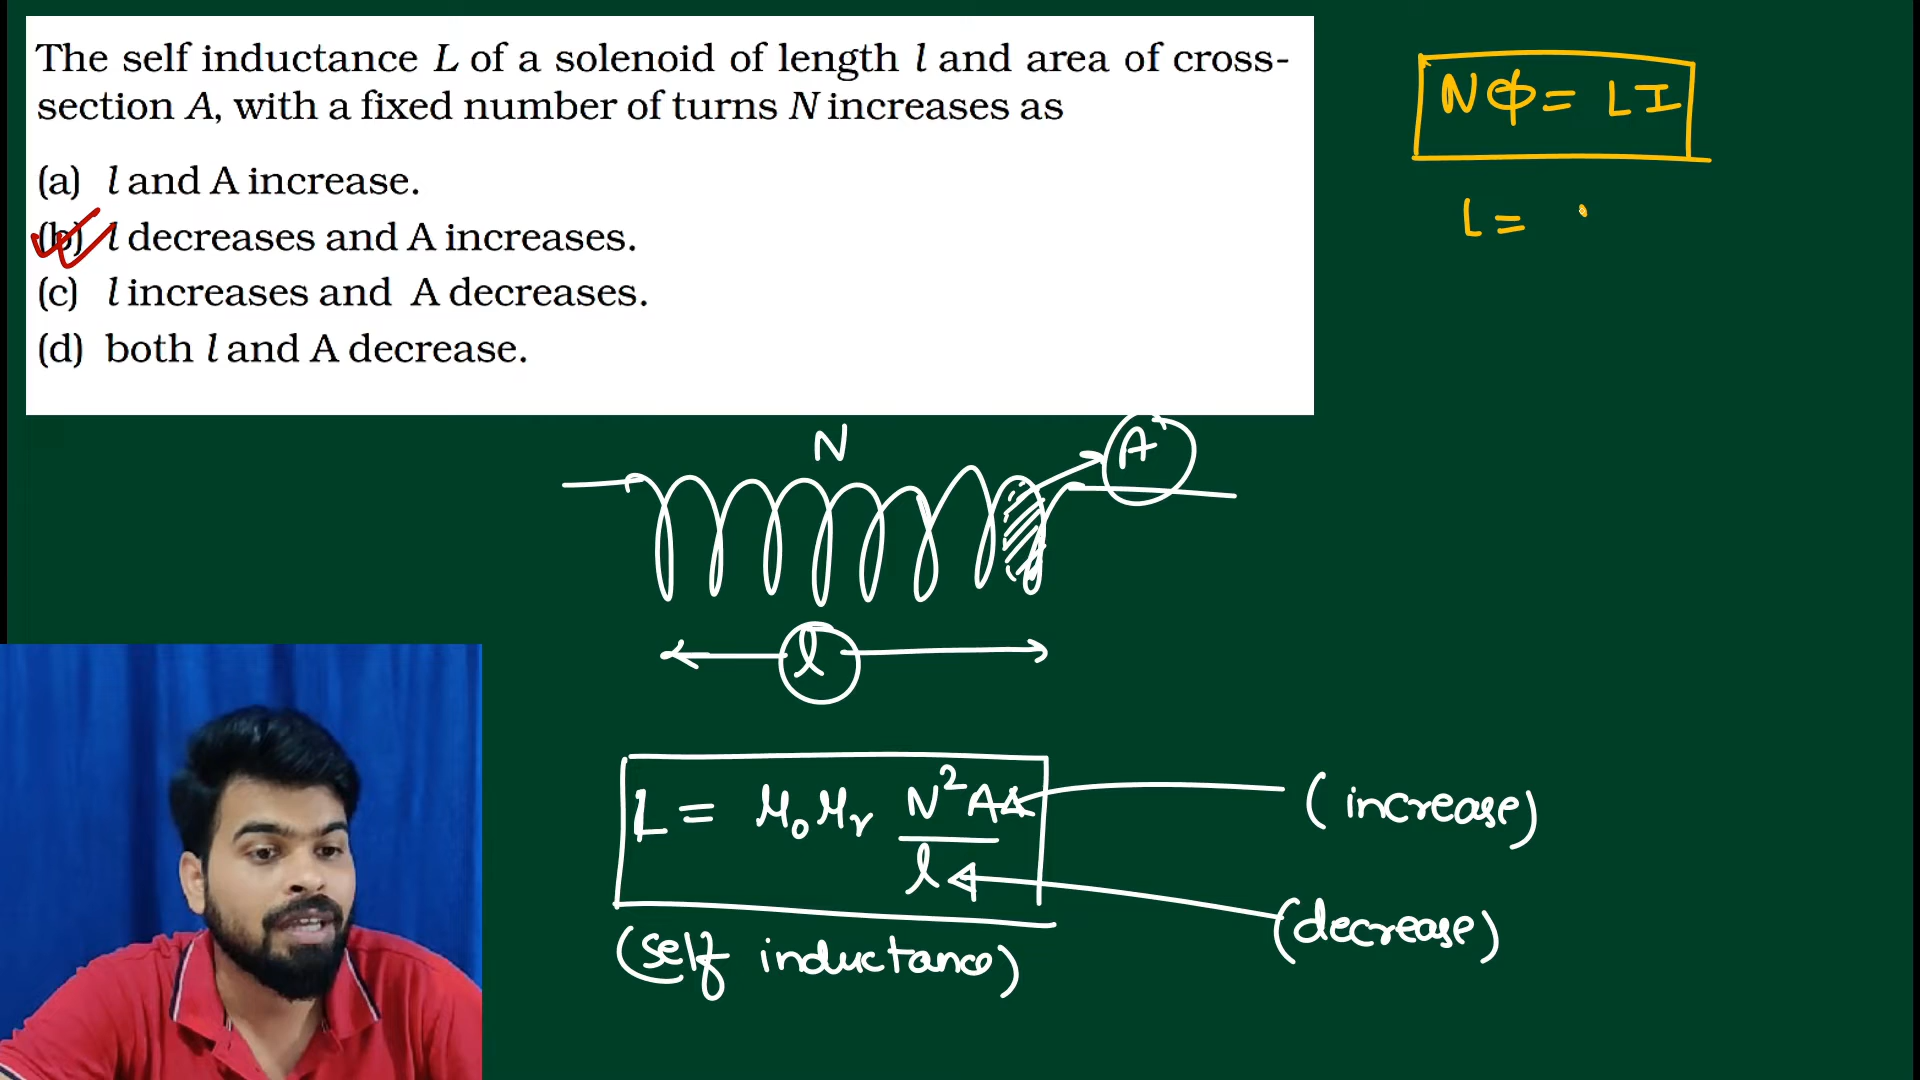 The self inductance L of a solenoid of length l and area of cross-
section A, with a fixed number of turns N increases as
(a) l and A increase.
(b) l decreases and A increases.
(c) l increases and A decreases.
(d) both l and A decrease.
NΦ = LI
L =
N
A
l
L = μ₀μᵣ N²A
l
(increase)
(decrease)
(self inductance)